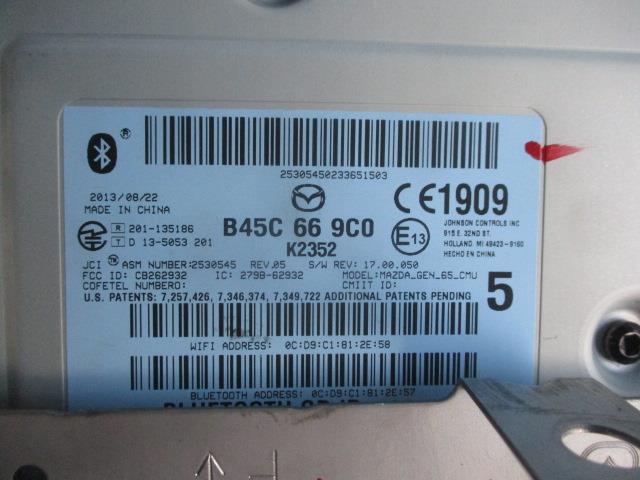 ®
25305450233651503
2013/08/22
MADE IN CHINA
CE1909
R 201-135186
T D 13-5053 201
B45C 66 9C0
K2352
E13
JOHNSON CONTROLS INC
915 E. 32ND ST.
HOLLAND, MI 49423-9160
HECHO EN CHINA
JCI ASM NUMBER:2530545 REV.05 S/W REV: 17.00.050
FCC ID: CB262932 IC: 279B-62932 MODEL:MAZDA_GEN_65_CMU
COFETEL NUMBERO: CMIIT ID:
U.S. PATENTS: 7,257,426, 7,346,374, 7,349,722 ADDITIONAL PATENTS PENDING
5
WIFI ADDRESS: 0C:D9:C1:81:2E:58
BLUETOOTH ADDRESS: 0C:D9:C1:81:2E:57
BLUETOOTH